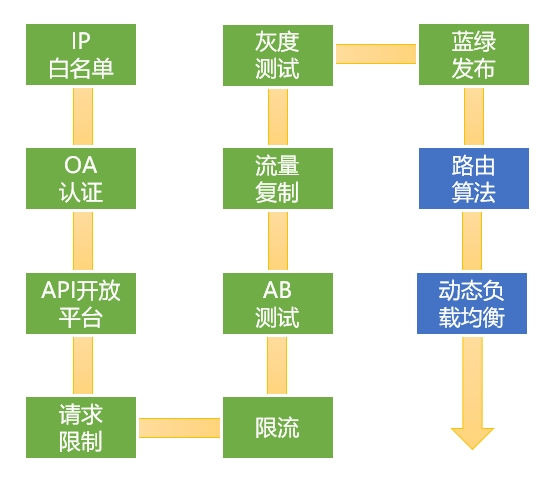 IP
白名单
OA
认证
API开放
平台
请求
限制
限流
AB
测试
流量
复制
灰度
测试
蓝绿
发布
路由
算法
动态负
载均衡